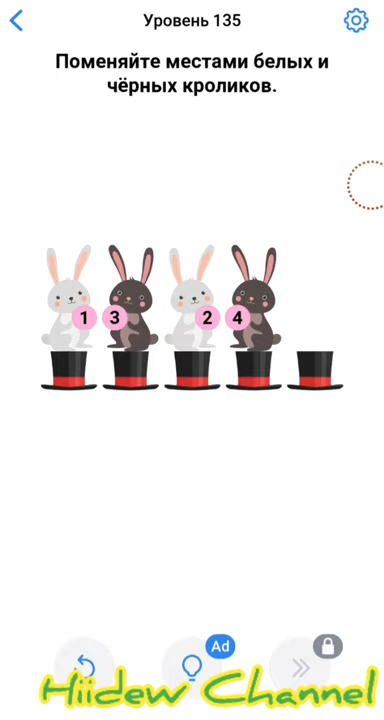 Уровень 135
Поменяйте местами белых и
чёрных кроликов.
1 3 2 4
Ad
Hiidew Channel